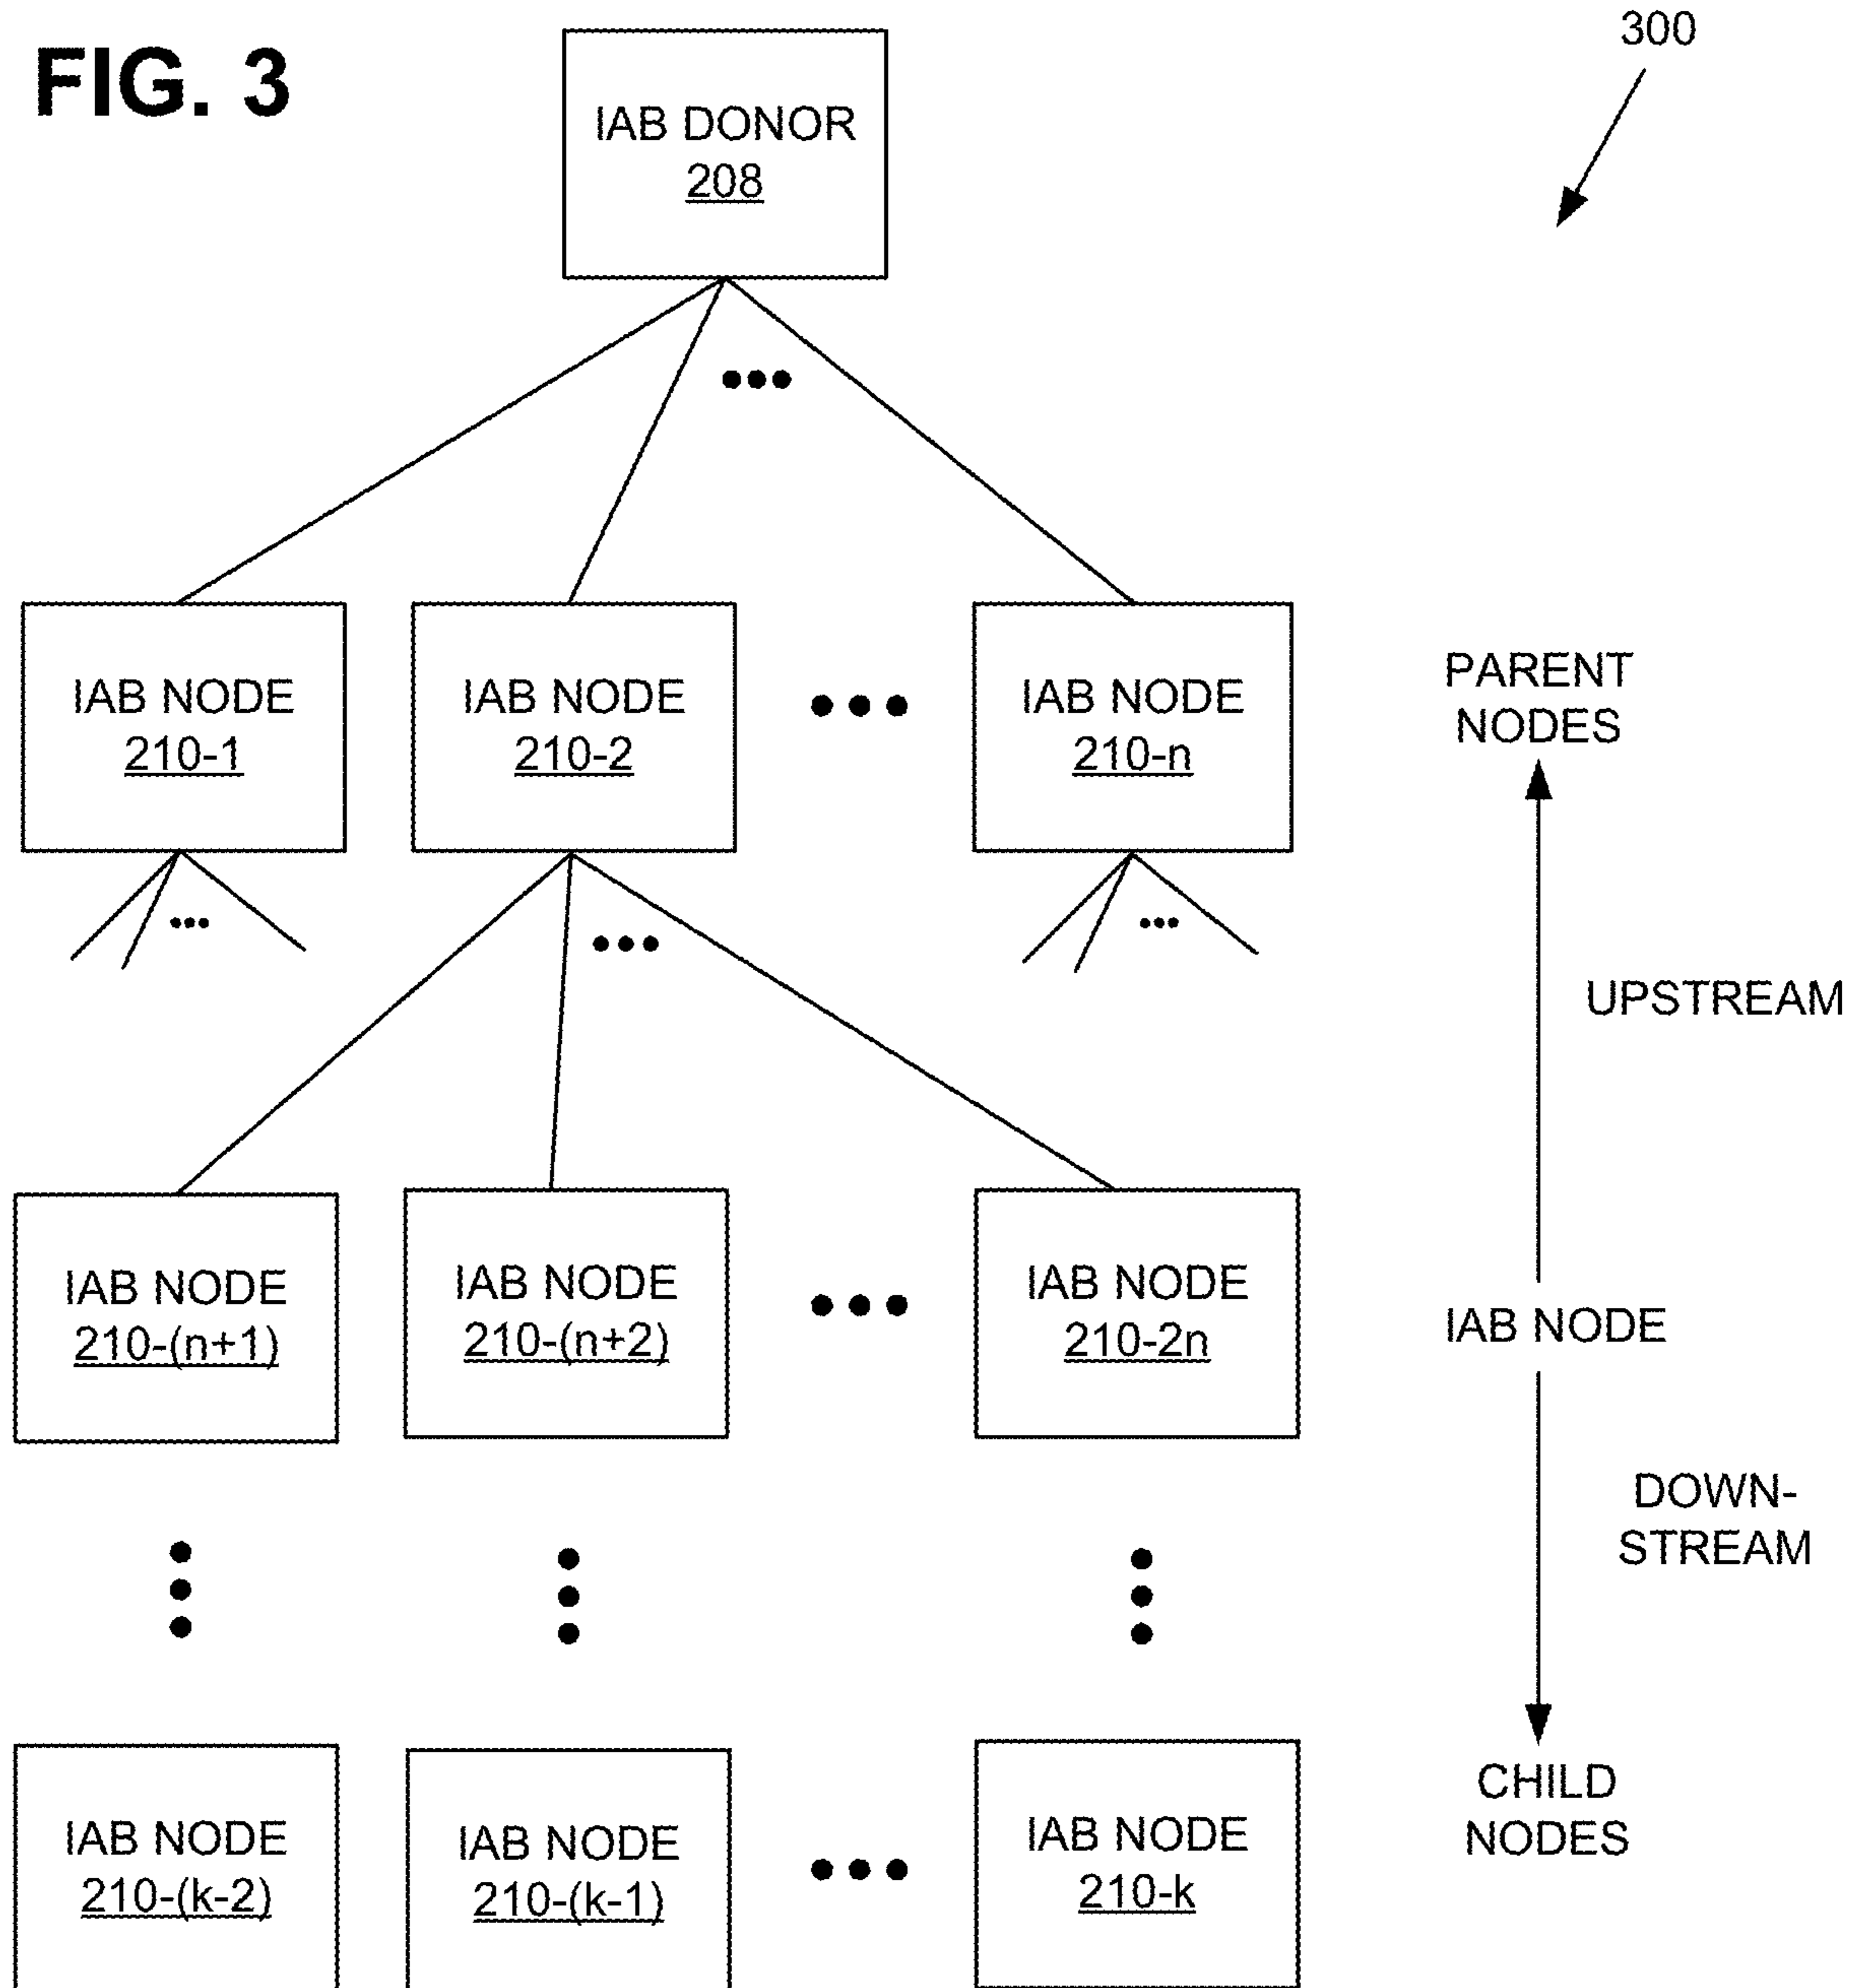 FIG. 3
300
IAB DONOR
208
IAB NODE
210-1
IAB NODE
210-2
IAB NODE
210-n
PARENT
NODES
UPSTREAM
IAB NODE
210-(n+1)
IAB NODE
210-(n+2)
IAB NODE
210-2n
IAB NODE
DOWN-
STREAM
IAB NODE
210-(k-2)
IAB NODE
210-(k-1)
IAB NODE
210-k
CHILD
NODES